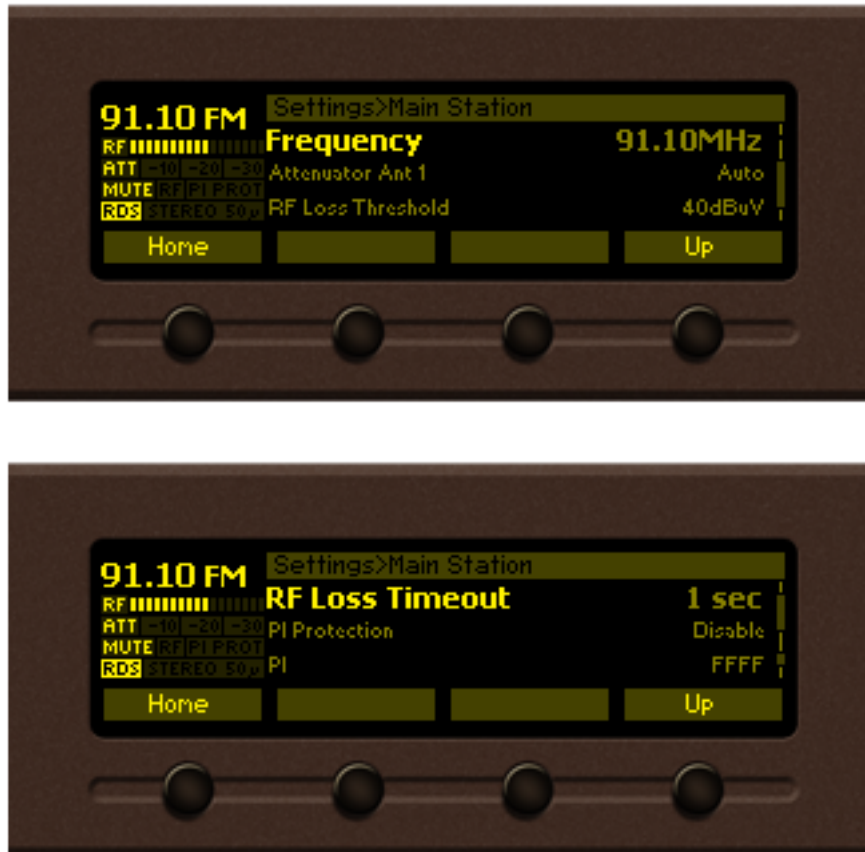 91.10 FM
Settings>Main Station
RF
Frequency 91.10MHz
ATT -10 -20 -30
Attenuator Ant 1 Auto
MUTE RF PI PROT
RDS STEREO 50µ
RF Loss Threshold 40dBuV
Home Up
91.10 FM
Settings>Main Station
RF
RF Loss Timeout 1 sec
ATT -10 -20 -30
PI Protection Disable
MUTE RF PI PROT
RDS STEREO 50µ
PI FFFF
Home Up